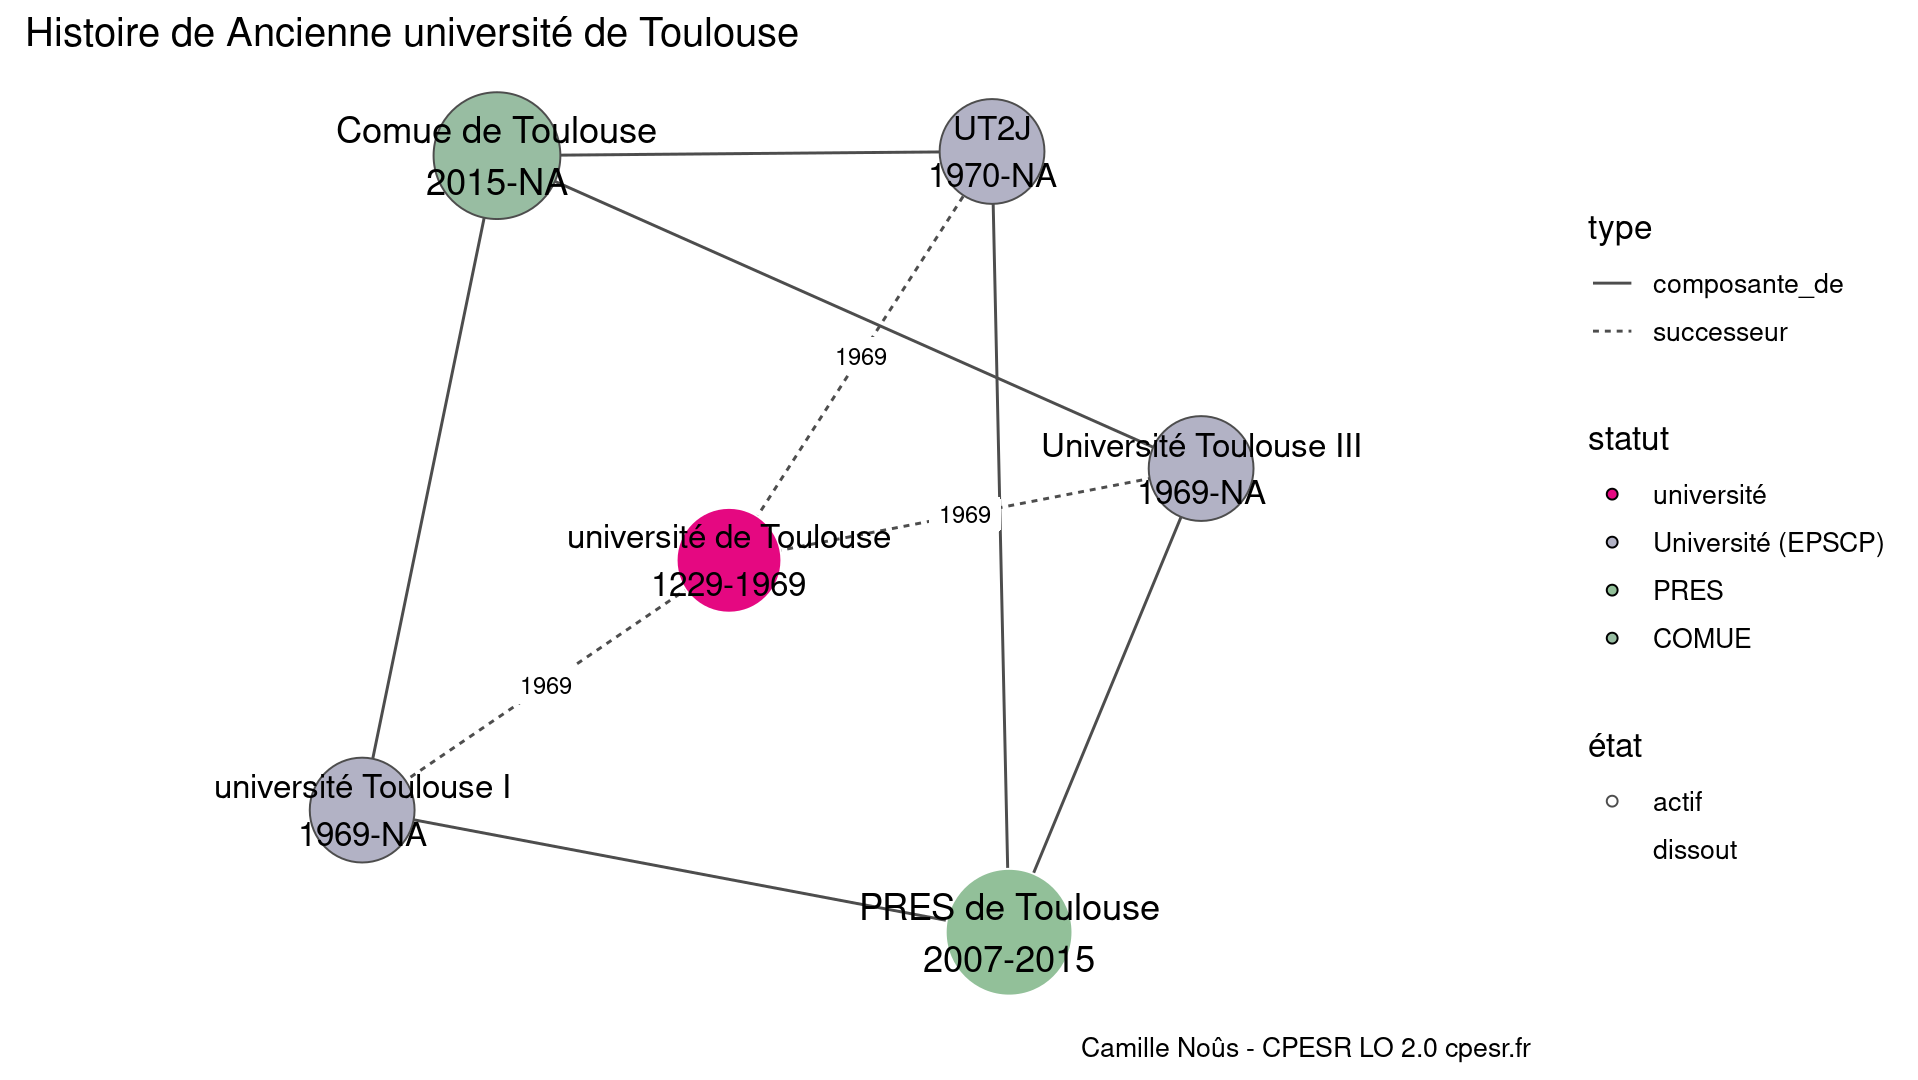 Histoire de Ancienne université de Toulouse
Comue de Toulouse
2015-NA
UT2J
1970-NA
1969
Université Toulouse III
1969-NA
1969
université de Toulouse
1229-1969
1969
université Toulouse I
1969-NA
PRES de Toulouse
2007-2015
type
composante_de
successeur
statut
université
Université (EPSCP)
PRES
COMUE
état
actif
dissout
Camille Noûs - CPESR LO 2.0 cpesr.fr